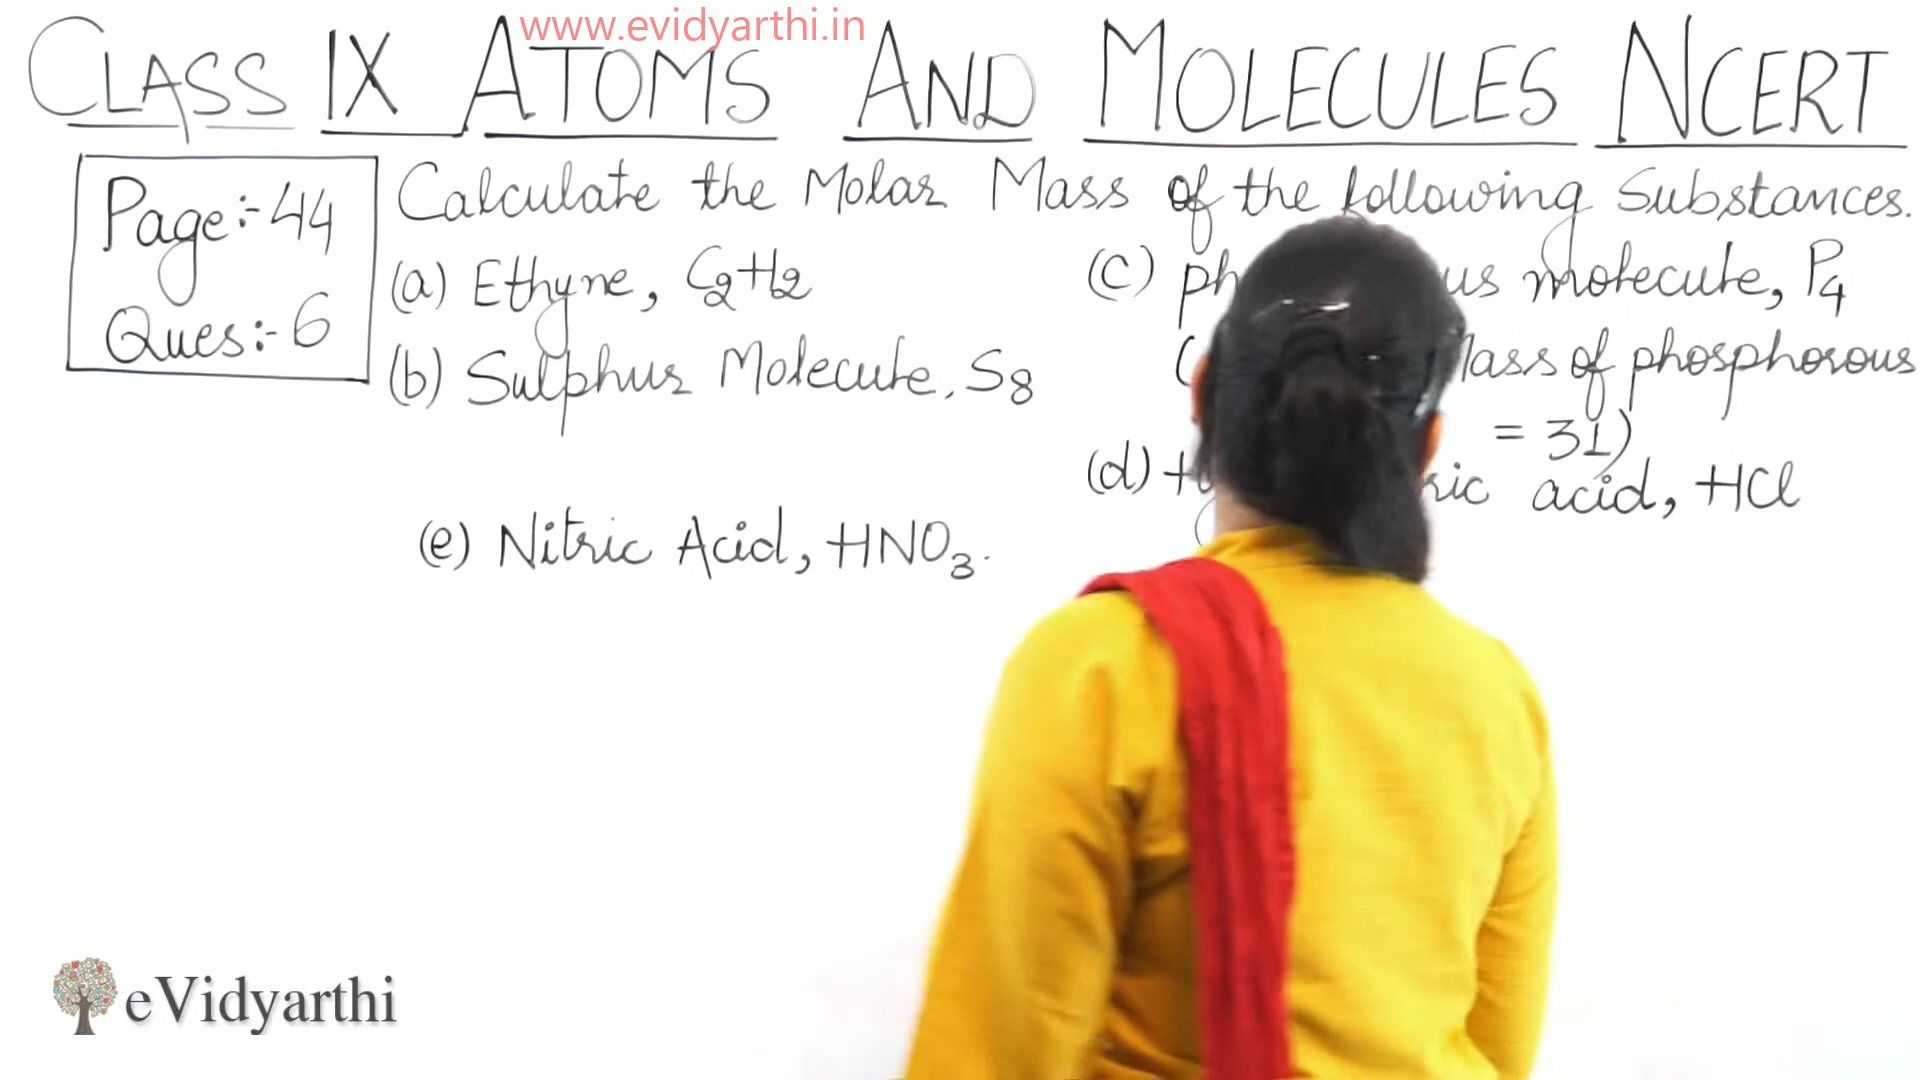 www.evidyarthi.in
CLASS IX ATOMS AND MOLECULES NCERT
Page:-44
Ques:-6
Calculate the Molar Mass of the following Substances.
(a) Ethyne, C2H2
(b) Sulphur Molecule, S8
(c) ph us molecule, P4
( Mass of phosphorous
= 31)
(d) Hy ric acid, HCl
(e) Nitric Acid, HNO3.
eVidyarthi